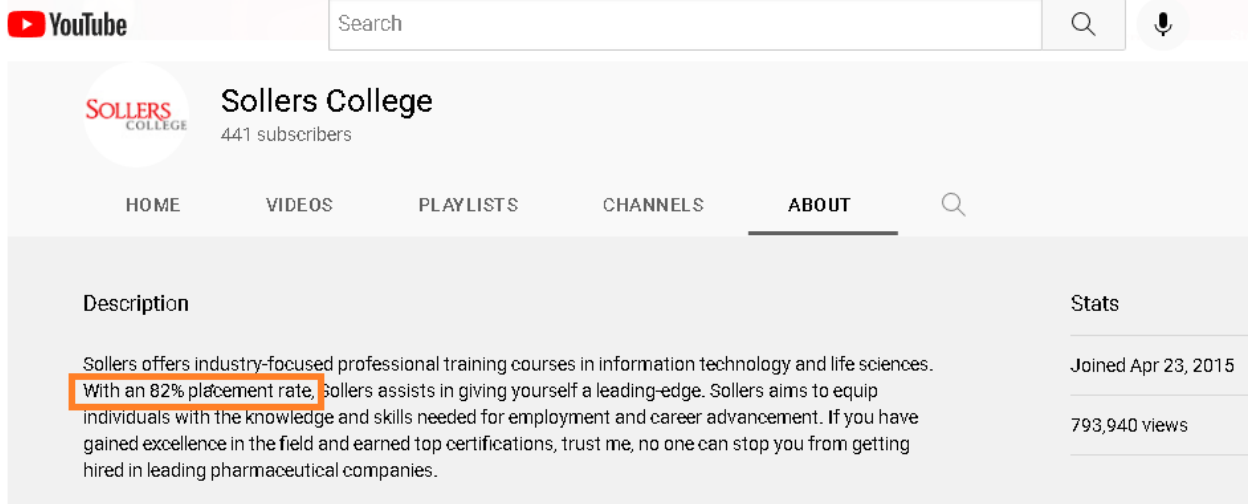 YouTube
Search
SOLLERS
COLLEGE
Sollers College
441 subscribers
HOME VIDEOS PLAYLISTS CHANNELS ABOUT
Description
Sollers offers industry-focused professional training courses in information technology and life sciences.
With an 82% placement rate, Sollers assists in giving yourself a leading-edge. Sollers aims to equip
individuals with the knowledge and skills needed for employment and career advancement. If you have
gained excellence in the field and earned top certifications, trust me, no one can stop you from getting
hired in leading pharmaceutical companies.
Stats
Joined Apr 23, 2015
793,940 views